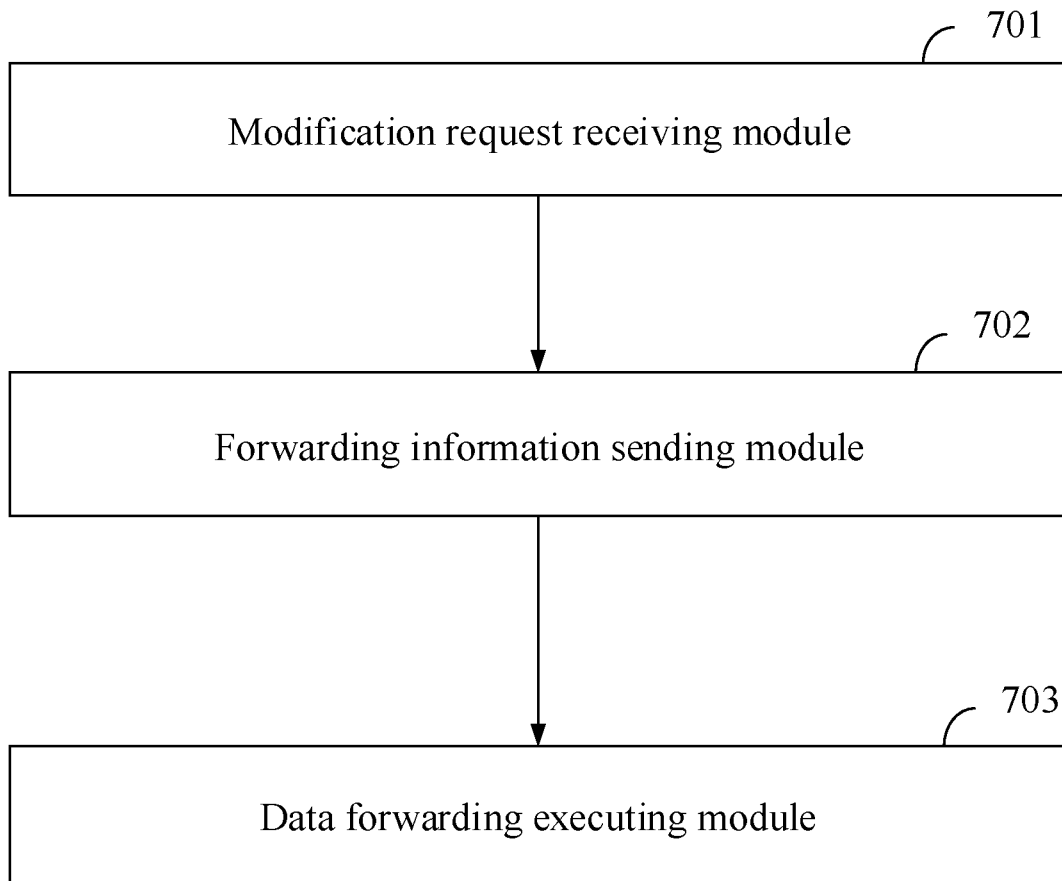 701
Modification request receiving module
702
Forwarding information sending module
703
Data forwarding executing module